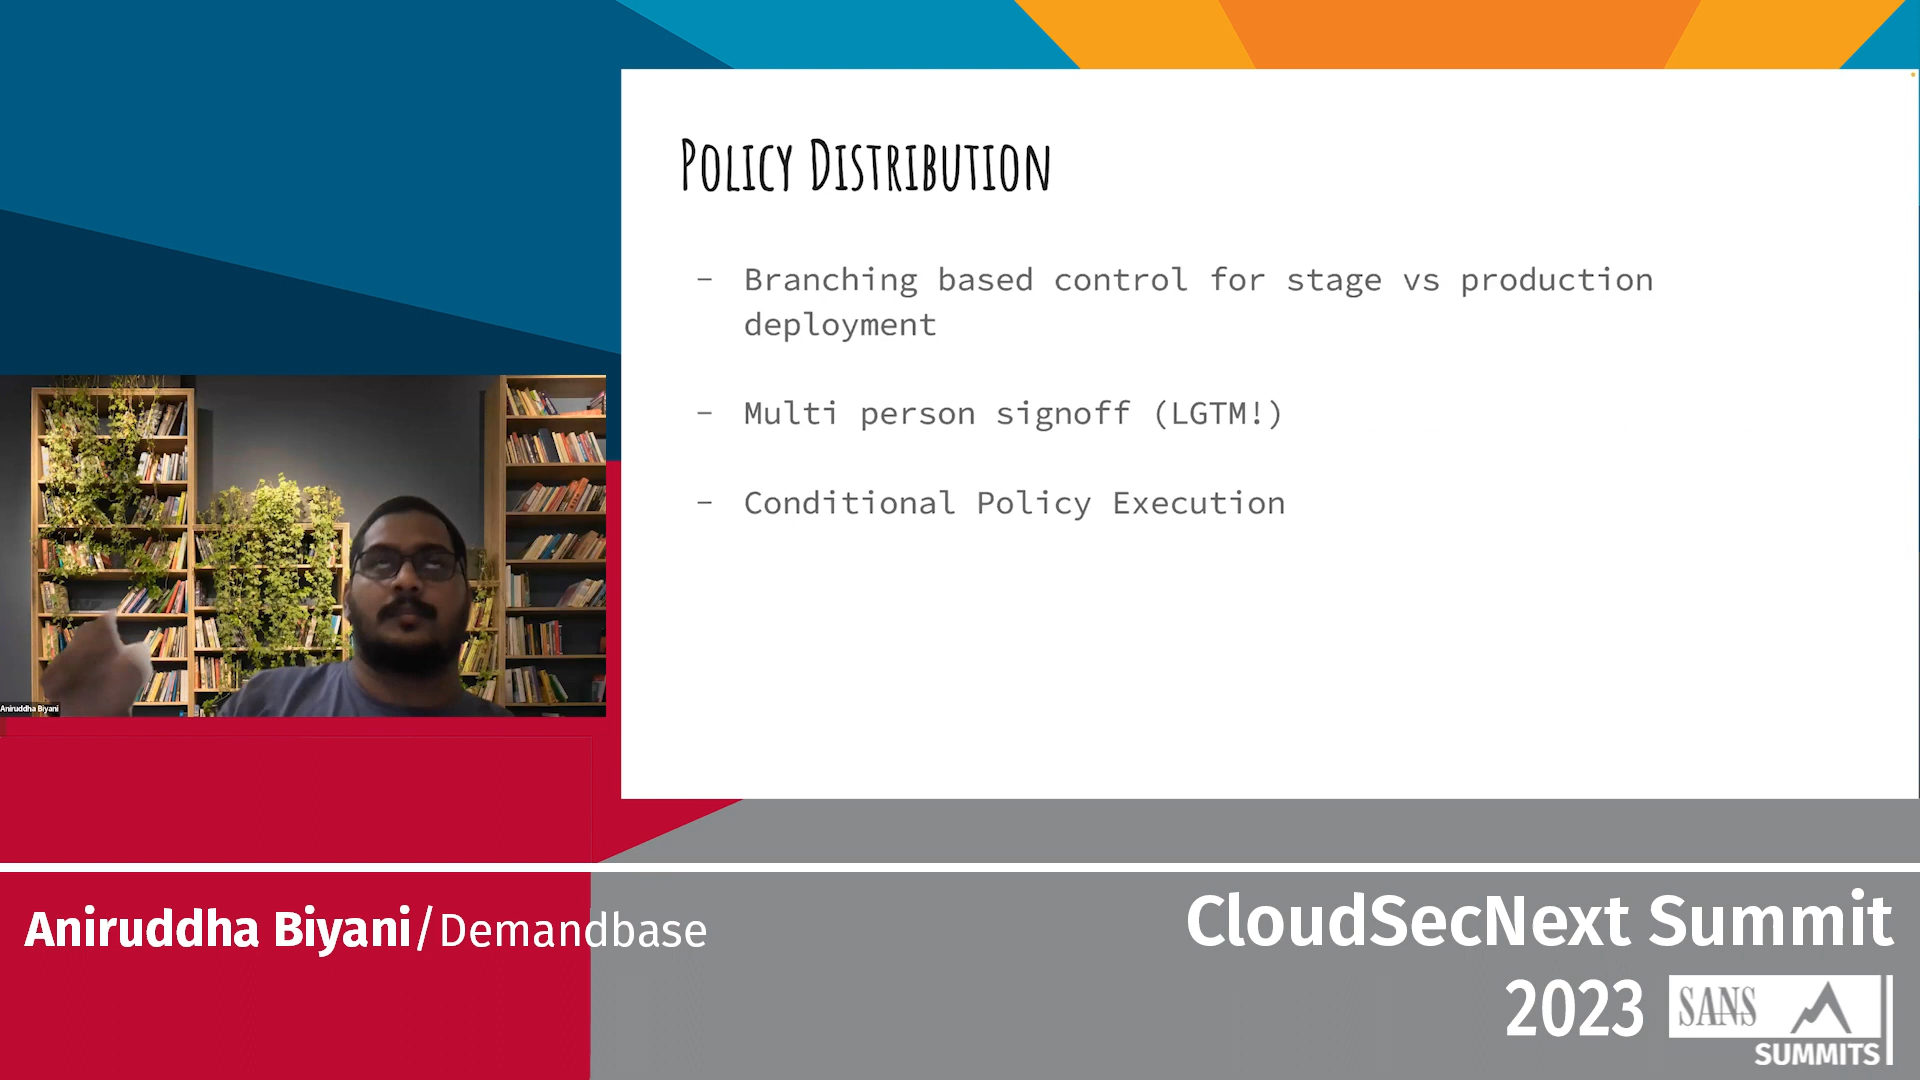 Policy Distribution
- Branching based control for stage vs production
deployment
- Multi person signoff (LGTM!)
- Conditional Policy Execution
Aniruddha Biyani
Aniruddha Biyani/Demandbase
CloudSecNext Summit
2023
SANS
SUMMITS